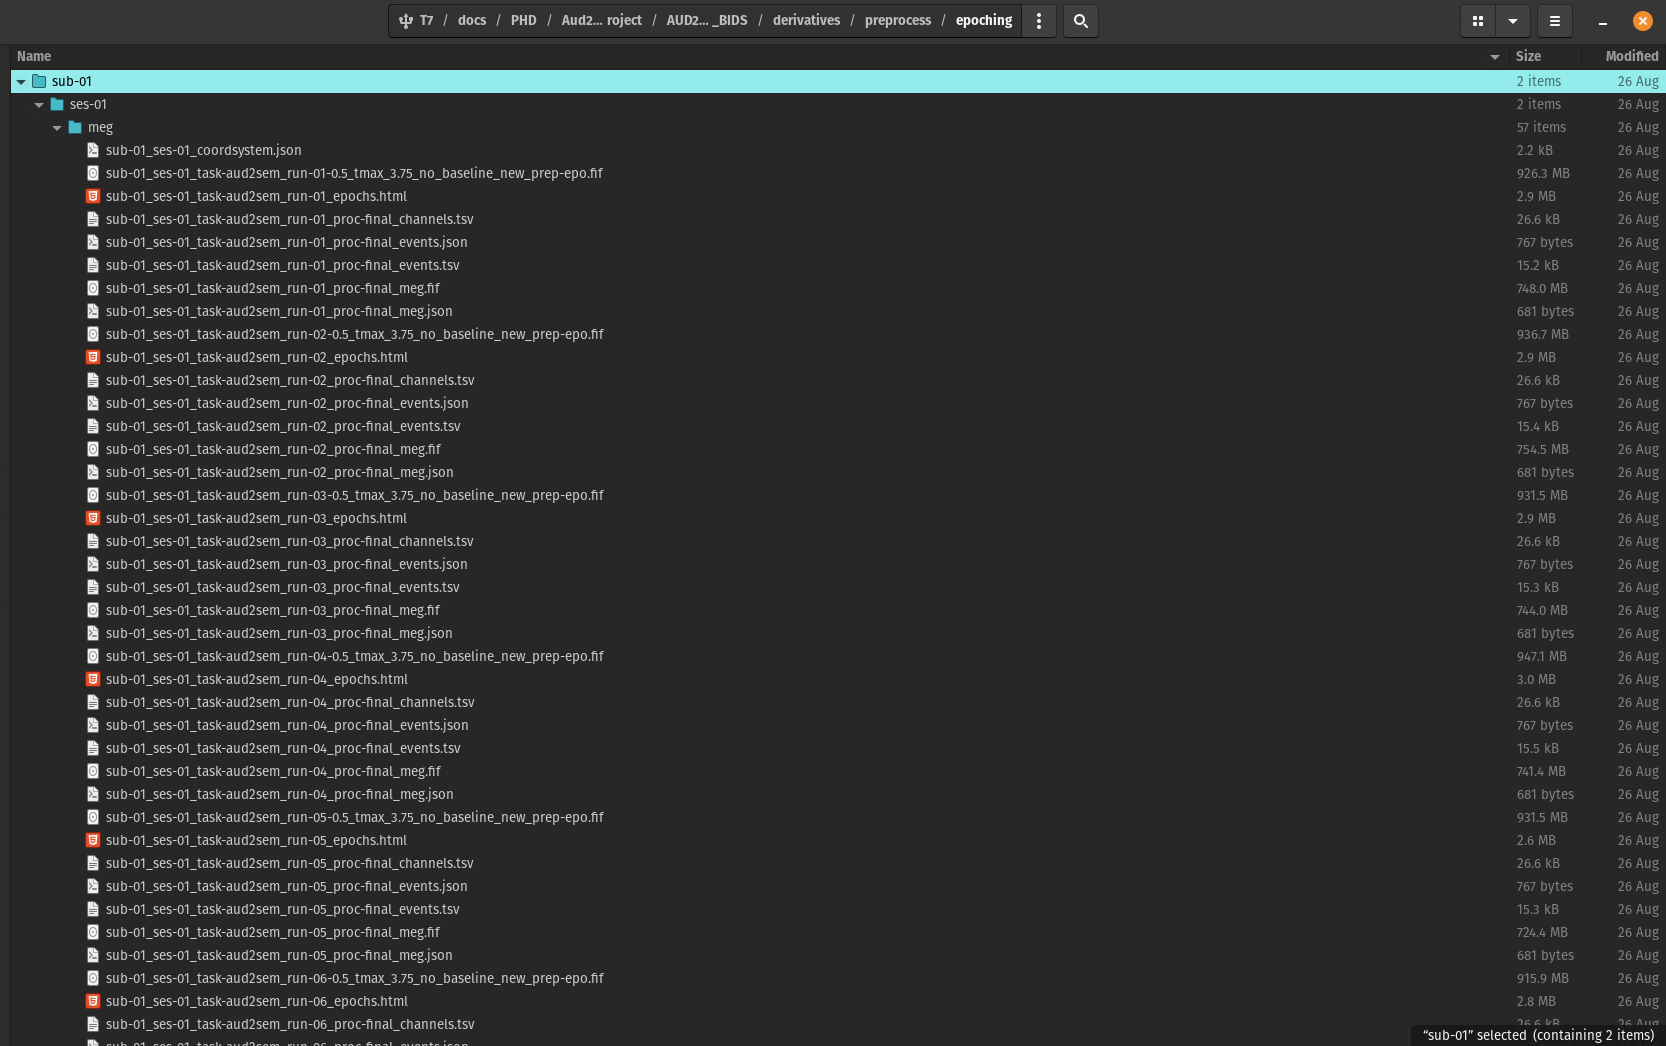 T7 / docs / PHD / Aud2... roject / AUD2... _BIDS / derivatives / preprocess / epoching
Name Size Modified
sub-01 2 items 26 Aug
ses-01 2 items 26 Aug
meg 57 items 26 Aug
sub-01_ses-01_coordsystem.json 2.2 kB 26 Aug
sub-01_ses-01_task-aud2sem_run-01-0.5_tmax_3.75_no_baseline_new_prep-epo.fif 926.3 MB 26 Aug
sub-01_ses-01_task-aud2sem_run-01_epochs.html 2.9 MB 26 Aug
sub-01_ses-01_task-aud2sem_run-01_proc-final_channels.tsv 26.6 kB 26 Aug
sub-01_ses-01_task-aud2sem_run-01_proc-final_events.json 767 bytes 26 Aug
sub-01_ses-01_task-aud2sem_run-01_proc-final_events.tsv 15.2 kB 26 Aug
sub-01_ses-01_task-aud2sem_run-01_proc-final_meg.fif 748.0 MB 26 Aug
sub-01_ses-01_task-aud2sem_run-01_proc-final_meg.json 681 bytes 26 Aug
sub-01_ses-01_task-aud2sem_run-02-0.5_tmax_3.75_no_baseline_new_prep-epo.fif 936.7 MB 26 Aug
sub-01_ses-01_task-aud2sem_run-02_epochs.html 2.9 MB 26 Aug
sub-01_ses-01_task-aud2sem_run-02_proc-final_channels.tsv 26.6 kB 26 Aug
sub-01_ses-01_task-aud2sem_run-02_proc-final_events.json 767 bytes 26 Aug
sub-01_ses-01_task-aud2sem_run-02_proc-final_events.tsv 15.4 kB 26 Aug
sub-01_ses-01_task-aud2sem_run-02_proc-final_meg.fif 754.5 MB 26 Aug
sub-01_ses-01_task-aud2sem_run-02_proc-final_meg.json 681 bytes 26 Aug
sub-01_ses-01_task-aud2sem_run-03-0.5_tmax_3.75_no_baseline_new_prep-epo.fif 931.5 MB 26 Aug
sub-01_ses-01_task-aud2sem_run-03_epochs.html 2.9 MB 26 Aug
sub-01_ses-01_task-aud2sem_run-03_proc-final_channels.tsv 26.6 kB 26 Aug
sub-01_ses-01_task-aud2sem_run-03_proc-final_events.json 767 bytes 26 Aug
sub-01_ses-01_task-aud2sem_run-03_proc-final_events.tsv 15.3 kB 26 Aug
sub-01_ses-01_task-aud2sem_run-03_proc-final_meg.fif 744.0 MB 26 Aug
sub-01_ses-01_task-aud2sem_run-03_proc-final_meg.json 681 bytes 26 Aug
sub-01_ses-01_task-aud2sem_run-04-0.5_tmax_3.75_no_baseline_new_prep-epo.fif 947.1 MB 26 Aug
sub-01_ses-01_task-aud2sem_run-04_epochs.html 3.0 MB 26 Aug
sub-01_ses-01_task-aud2sem_run-04_proc-final_channels.tsv 26.6 kB 26 Aug
sub-01_ses-01_task-aud2sem_run-04_proc-final_events.json 767 bytes 26 Aug
sub-01_ses-01_task-aud2sem_run-04_proc-final_events.tsv 15.5 kB 26 Aug
sub-01_ses-01_task-aud2sem_run-04_proc-final_meg.fif 741.4 MB 26 Aug
sub-01_ses-01_task-aud2sem_run-04_proc-final_meg.json 681 bytes 26 Aug
sub-01_ses-01_task-aud2sem_run-05-0.5_tmax_3.75_no_baseline_new_prep-epo.fif 931.5 MB 26 Aug
sub-01_ses-01_task-aud2sem_run-05_epochs.html 2.6 MB 26 Aug
sub-01_ses-01_task-aud2sem_run-05_proc-final_channels.tsv 26.6 kB 26 Aug
sub-01_ses-01_task-aud2sem_run-05_proc-final_events.json 767 bytes 26 Aug
sub-01_ses-01_task-aud2sem_run-05_proc-final_events.tsv 15.3 kB 26 Aug
sub-01_ses-01_task-aud2sem_run-05_proc-final_meg.fif 724.4 MB 26 Aug
sub-01_ses-01_task-aud2sem_run-05_proc-final_meg.json 681 bytes 26 Aug
sub-01_ses-01_task-aud2sem_run-06-0.5_tmax_3.75_no_baseline_new_prep-epo.fif 915.9 MB 26 Aug
sub-01_ses-01_task-aud2sem_run-06_epochs.html 2.8 MB 26 Aug
sub-01_ses-01_task-aud2sem_run-06_proc-final_channels.tsv 26.6 kB 26 Aug
sub-01_ses-01_task-aud2sem_run-06_proc-final_events.json
“sub-01” selected (containing 2 items)